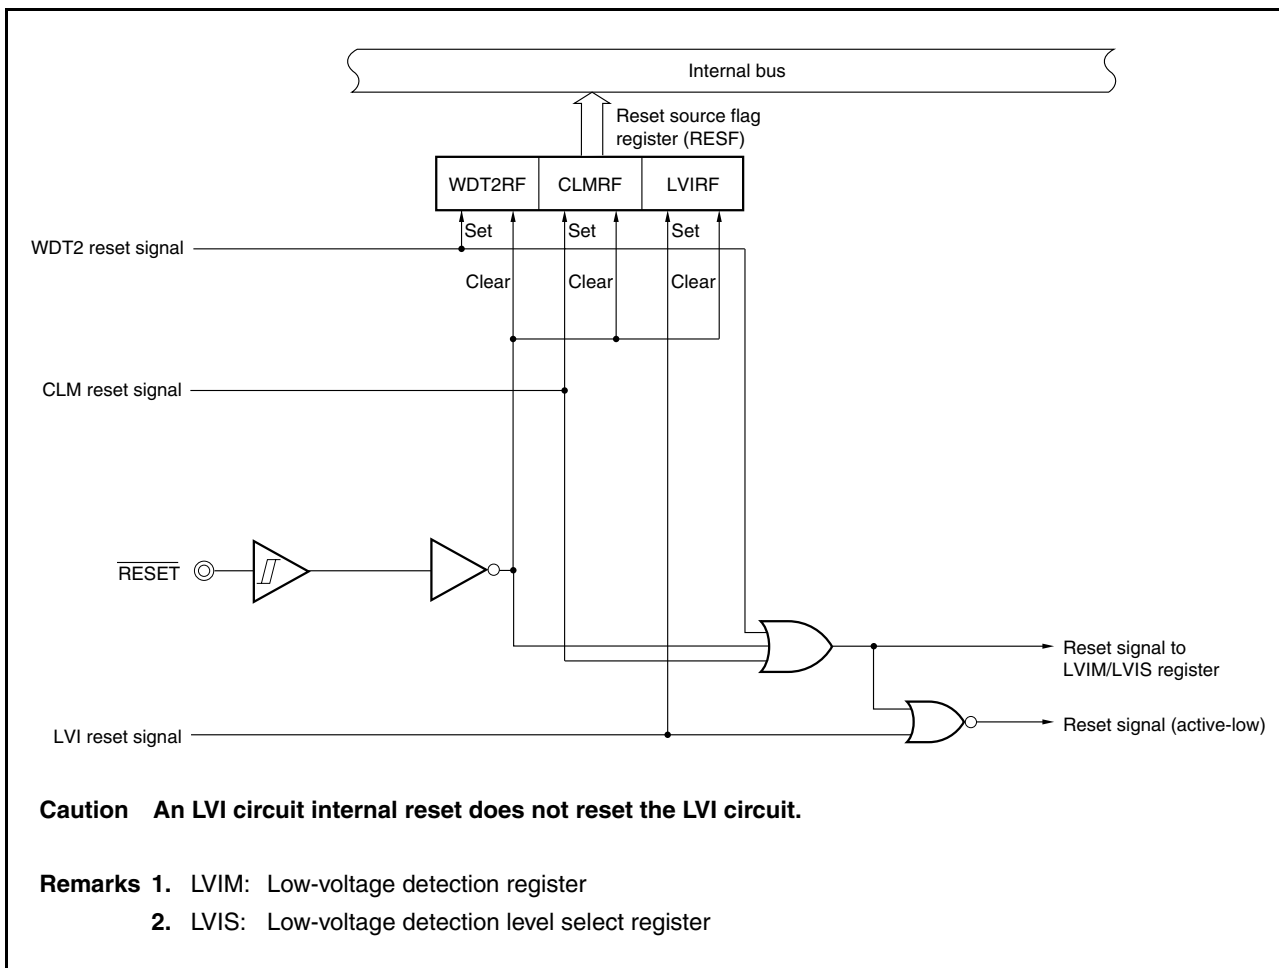 Internal bus
Reset source flag
register (RESF)
WDT2RF CLMRF LVIRF
Set Set Set
WDT2 reset signal
Clear Clear Clear
CLM reset signal
RESET
Reset signal to
LVIM/LVIS register
Reset signal (active-low)
LVI reset signal
Caution An LVI circuit internal reset does not reset the LVI circuit.
Remarks 1. LVIM: Low-voltage detection register
2. LVIS: Low-voltage detection level select register